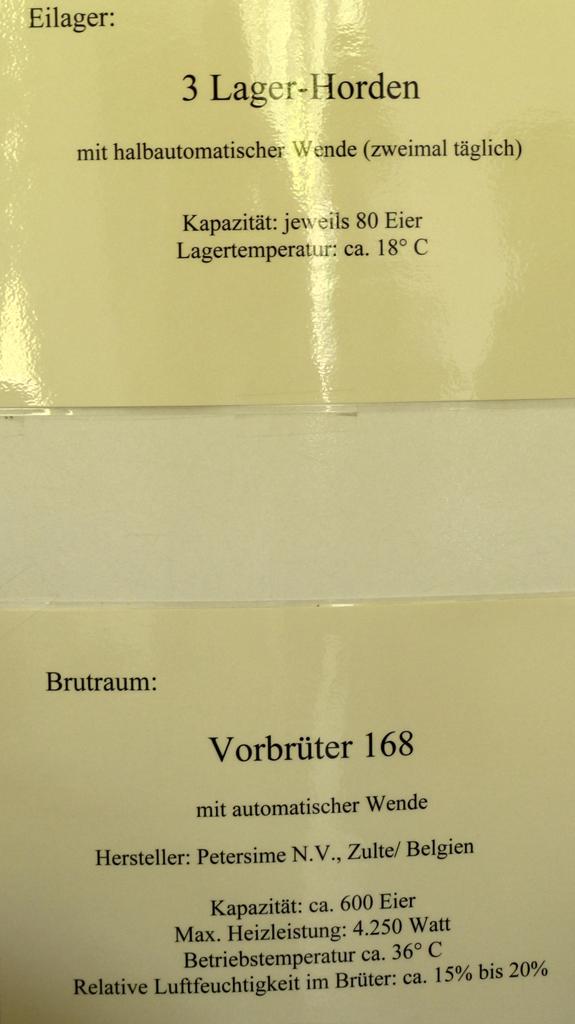 Eilager:
3 Lager-Horden
mit halbautomatischer Wende (zweimal täglich)
Kapazität: jeweils 80 Eier
Lagertemperatur: ca. 18° C
Brutraum:
Vorbrüter 168
mit automatischer Wende
Hersteller: Petersime N.V., Zulte/ Belgien
Kapazität: ca. 600 Eier
Max. Heizleistung: 4.250 Watt
Betriebstemperatur ca. 36° C
Relative Luftfeuchtigkeit im Brüter: ca. 15% bis 20%